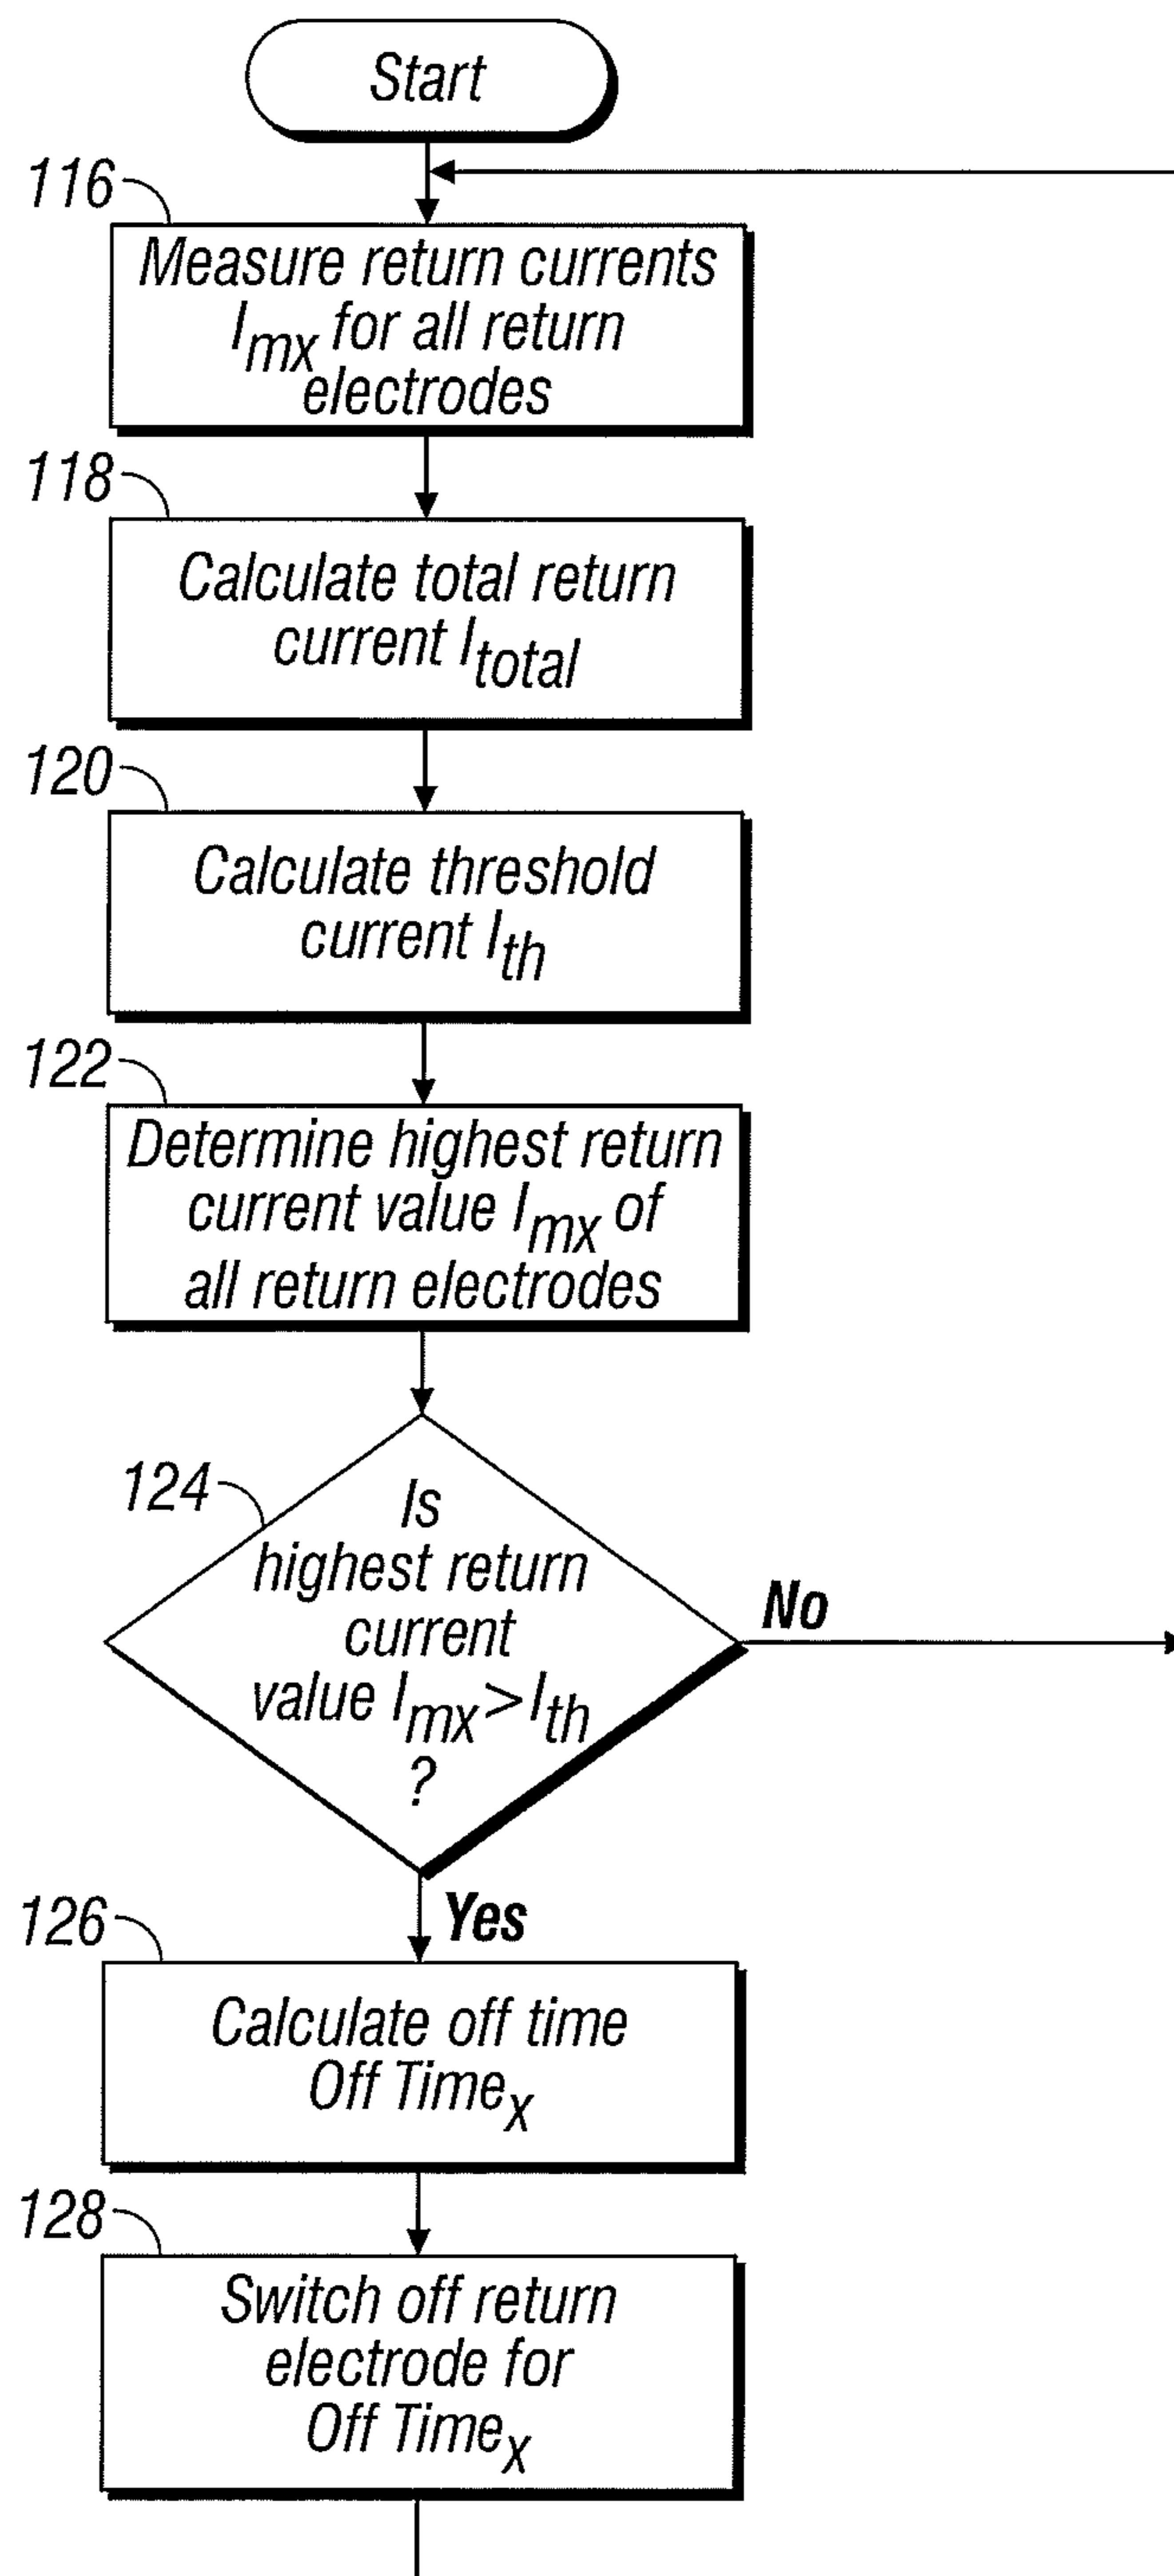 Start
116
Measure return currents
Imx for all return
electrodes
118
Calculate total return
current Itotal
120
Calculate threshold
current Ith
122
Determine highest return
current value Imx of
all return electrodes
124
Is
highest return
current
value Imx>Ith
?
No
Yes
126
Calculate off time
Off Timex
128
Switch off return
electrode for
Off Timex